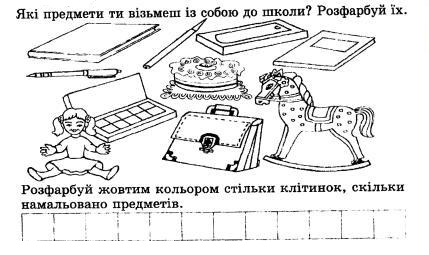 Які предмети ти візьмеш із собою до школи? Розфарбуй їх.
Розфарбуй жовтим кольором стільки клітинок, скільки
намальовано предметів.